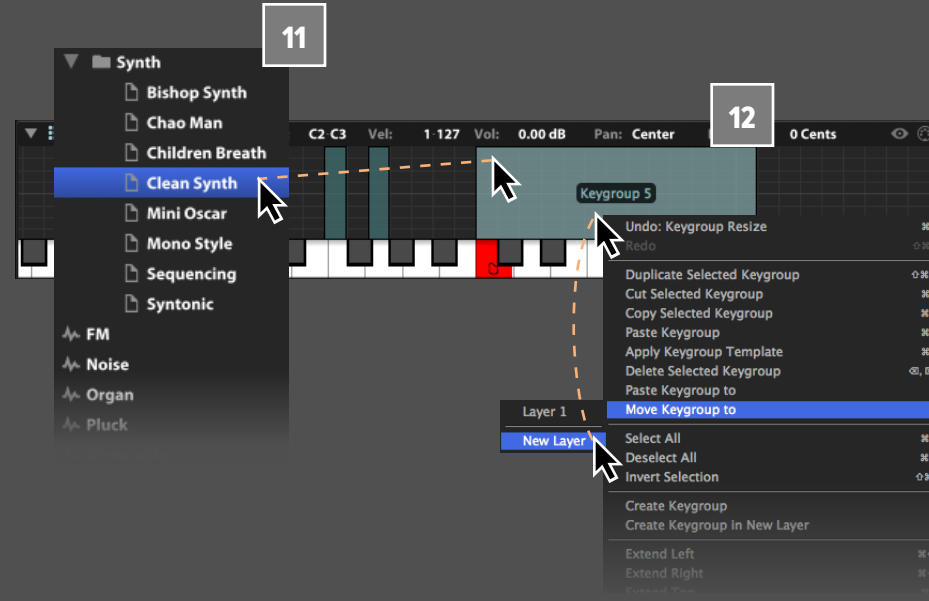 11
Synth
Bishop Synth
Chao Man
Children Breath
Clean Synth
Mini Oscar
Mono Style
Sequencing
Syntonic
FM
Noise
Organ
Pluck
12
C2-C3 Vel: 1-127 Vol: 0.00 dB Pan: Center 0 Cents
Keygroup 5
Undo: Keygroup Resize
Redo
Duplicate Selected Keygroup
Cut Selected Keygroup
Copy Selected Keygroup
Paste Keygroup
Apply Keygroup Template
Delete Selected Keygroup
Paste Keygroup to
Move Keygroup to
Layer 1
New Layer
Select All
Deselect All
Invert Selection
Create Keygroup
Create Keygroup in New Layer
Extend Left
Extend Right